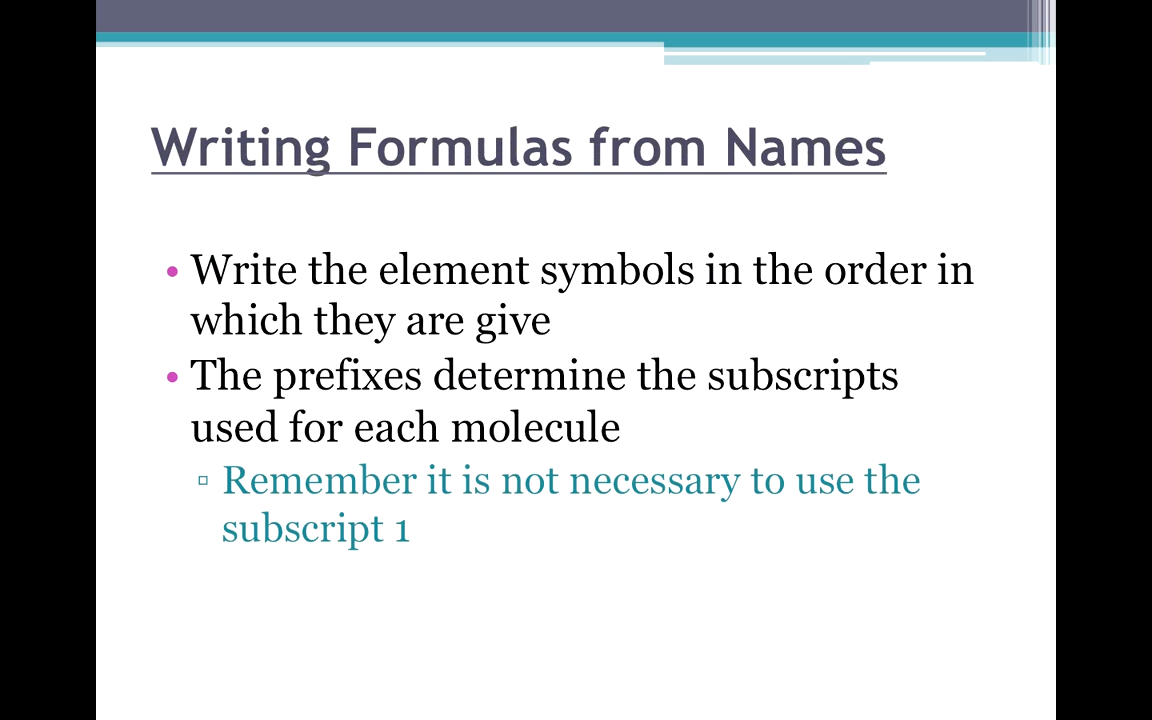 Writing Formulas from Names
• Write the element symbols in the order in
which they are give
• The prefixes determine the subscripts
used for each molecule
▫ Remember it is not necessary to use the
subscript 1